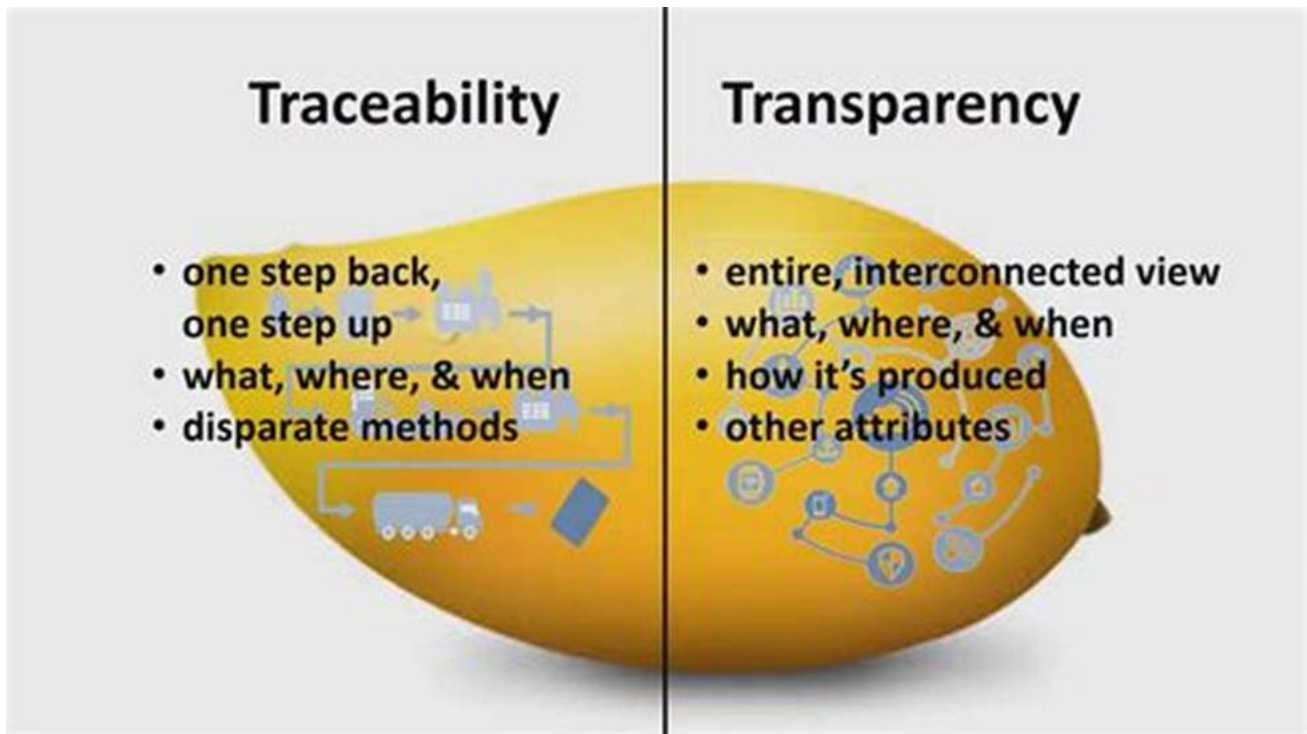 Traceability
• one step back,
one step up
• what, where, & when
• disparate methods
Transparency
• entire, interconnected view
• what, where, & when
• how it's produced
• other attributes